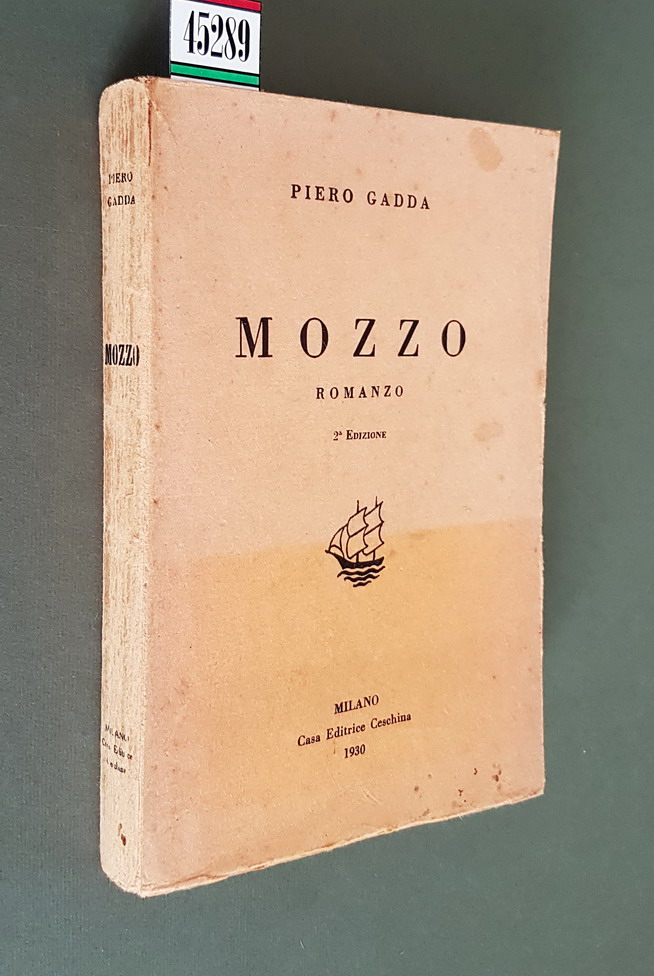 45289
PIERO
GADDA
MOZZO
MILANO
PIERO GADDA
MOZZO
ROMANZO
2ª EDIZIONE
MILANO
Casa Editrice Ceschina
1930